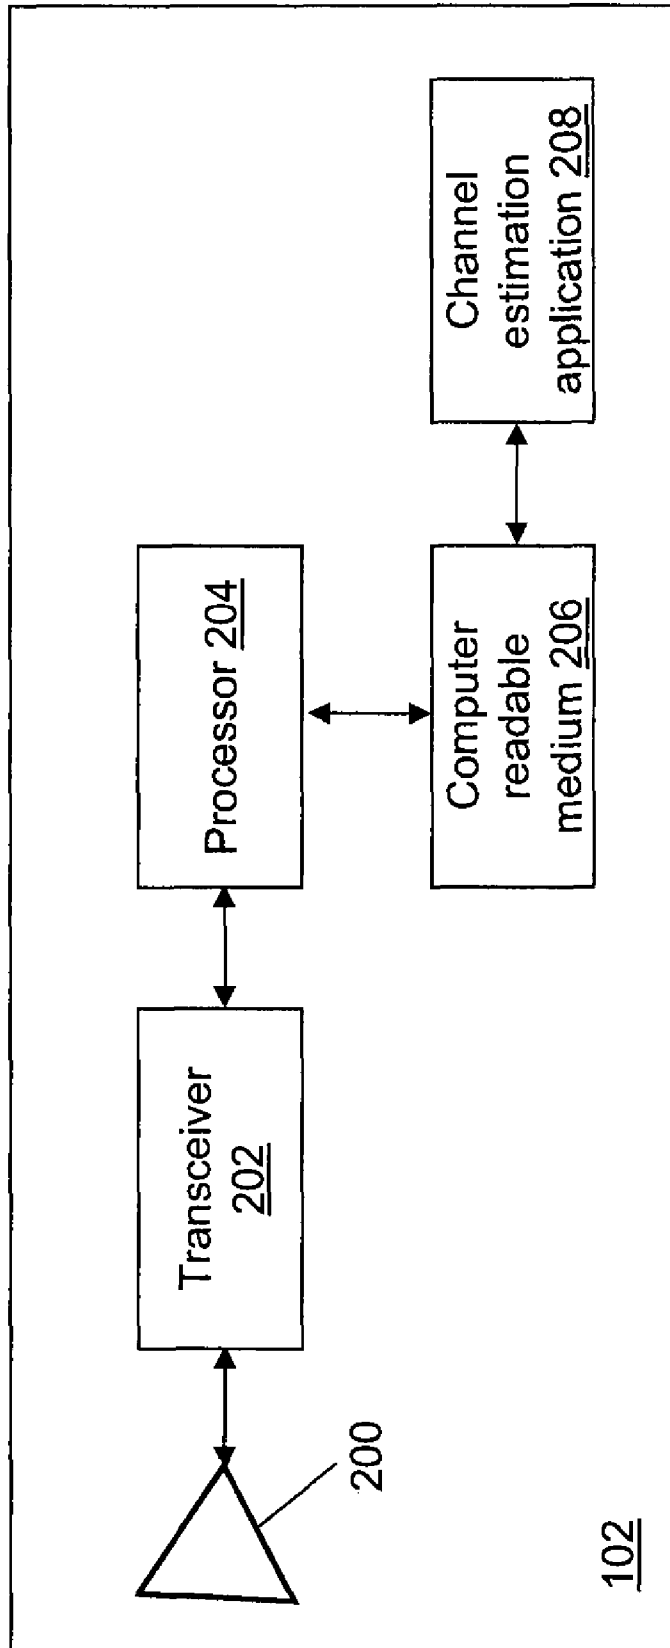 200
Transceiver
202
Processor 204
Computer
readable
medium 206
Channel
estimation
application 208
102